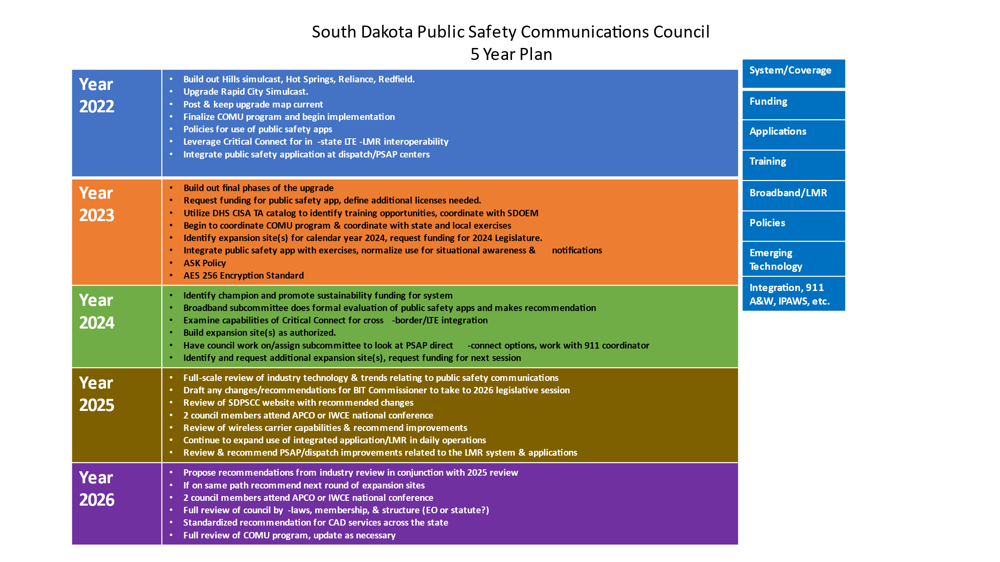 South Dakota Public Safety Communications Council
5 Year Plan
Year
2022
• Build out Hills simulcast, Hot Springs, Reliance, Redfield.
• Upgrade Rapid City Simulcast.
• Post & keep upgrade map current
• Finalize COMU program and begin implementation
• Policies for use of public safety apps
• Leverage Critical Connect for in -state LTE -LMR interoperability
• Integrate public safety application at dispatch/PSAP centers
Year
2023
• Build out final phases of the upgrade
• Request funding for public safety app, define additional licenses needed.
• Utilize DHS CISA TA catalog to identify training opportunities, coordinate with SDOEM
• Begin to coordinate COMU program & coordinate with state and local exercises
• Identify expansion site(s) for calendar year 2024, request funding for 2024 Legislature.
• Integrate public safety app with exercises, normalize use for situational awareness & notifications
• ASK Policy
• AES 256 Encryption Standard
Year
2024
• Identify champion and promote sustainability funding for system
• Broadband subcommittee does formal evaluation of public safety apps and makes recommendation
• Examine capabilities of Critical Connect for cross -border/LTE integration
• Build expansion site(s) as authorized.
• Have council work on/assign subcommittee to look at PSAP direct -connect options, work with 911 coordinator
• Identify and request additional expansion site(s), request funding for next session
Year
2025
• Full-scale review of industry technology & trends relating to public safety communications
• Draft any changes/recommendations for BIT Commissioner to take to 2026 legislative session
• Review of SDPSCC website with recommended changes
• 2 council members attend APCO or IWCE national conference
• Review of wireless carrier capabilities & recommend improvements
• Continue to expand use of integrated application/LMR in daily operations
• Review & recommend PSAP/dispatch improvements related to the LMR system & applications
Year
2026
• Propose recommendations from industry review in conjunction with 2025 review
• If on same path recommend next round of expansion sites
• 2 council members attend APCO or IWCE national conference
• Full review of council by -laws, membership, & structure (EO or statute?)
• Standardized recommendation for CAD services across the state
• Full review of COMU program, update as necessary
System/Coverage
Funding
Applications
Training
Broadband/LMR
Policies
Emerging
Technology
Integration, 911
A&W, IPAWS, etc.